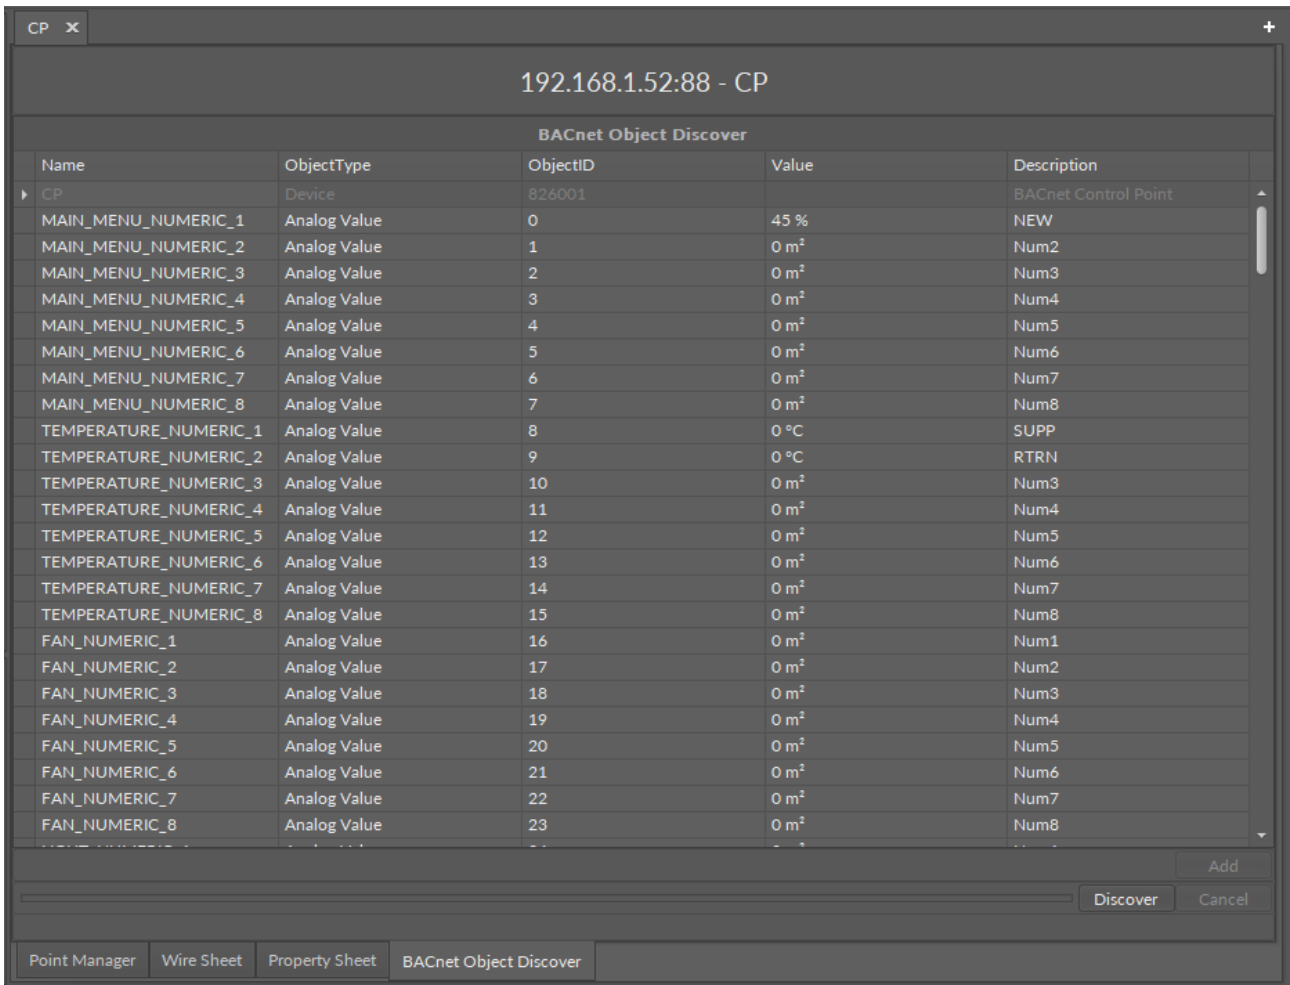 CP ×
+
192.168.1.52:88 - CP
BACnet Object Discover
Name ObjectType ObjectID Value Description
CP Device 826001 BACnet Control Point
MAIN_MENU_NUMERIC_1 Analog Value 0 45 % NEW
MAIN_MENU_NUMERIC_2 Analog Value 1 0 m² Num2
MAIN_MENU_NUMERIC_3 Analog Value 2 0 m² Num3
MAIN_MENU_NUMERIC_4 Analog Value 3 0 m² Num4
MAIN_MENU_NUMERIC_5 Analog Value 4 0 m² Num5
MAIN_MENU_NUMERIC_6 Analog Value 5 0 m² Num6
MAIN_MENU_NUMERIC_7 Analog Value 6 0 m² Num7
MAIN_MENU_NUMERIC_8 Analog Value 7 0 m² Num8
TEMPERATURE_NUMERIC_1 Analog Value 8 0 °C SUPP
TEMPERATURE_NUMERIC_2 Analog Value 9 0 °C RTRN
TEMPERATURE_NUMERIC_3 Analog Value 10 0 m² Num3
TEMPERATURE_NUMERIC_4 Analog Value 11 0 m² Num4
TEMPERATURE_NUMERIC_5 Analog Value 12 0 m² Num5
TEMPERATURE_NUMERIC_6 Analog Value 13 0 m² Num6
TEMPERATURE_NUMERIC_7 Analog Value 14 0 m² Num7
TEMPERATURE_NUMERIC_8 Analog Value 15 0 m² Num8
FAN_NUMERIC_1 Analog Value 16 0 m² Num1
FAN_NUMERIC_2 Analog Value 17 0 m² Num2
FAN_NUMERIC_3 Analog Value 18 0 m² Num3
FAN_NUMERIC_4 Analog Value 19 0 m² Num4
FAN_NUMERIC_5 Analog Value 20 0 m² Num5
FAN_NUMERIC_6 Analog Value 21 0 m² Num6
FAN_NUMERIC_7 Analog Value 22 0 m² Num7
FAN_NUMERIC_8 Analog Value 23 0 m² Num8
Add
Discover Cancel
Point Manager Wire Sheet Property Sheet BACnet Object Discover